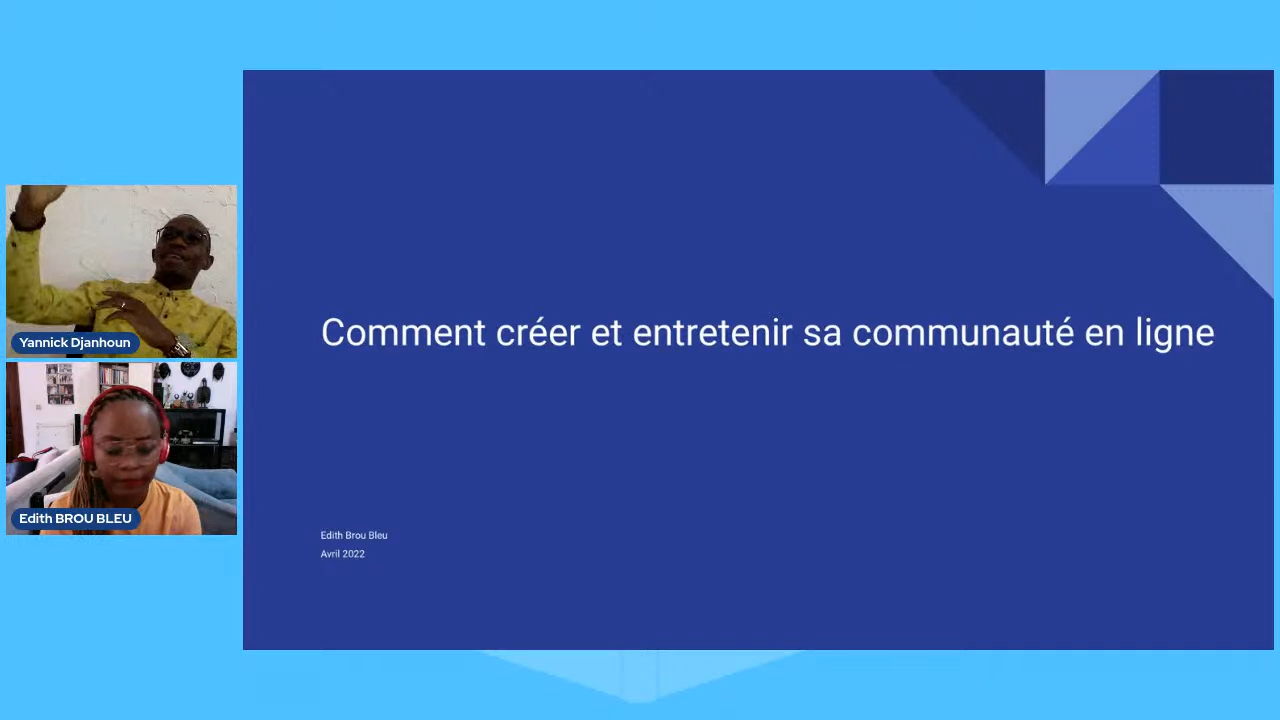 Yannick Djanhoun
Edith BROU BLEU
Comment créer et entretenir sa communauté en ligne
Edith Brou Bleu
Avril 2022